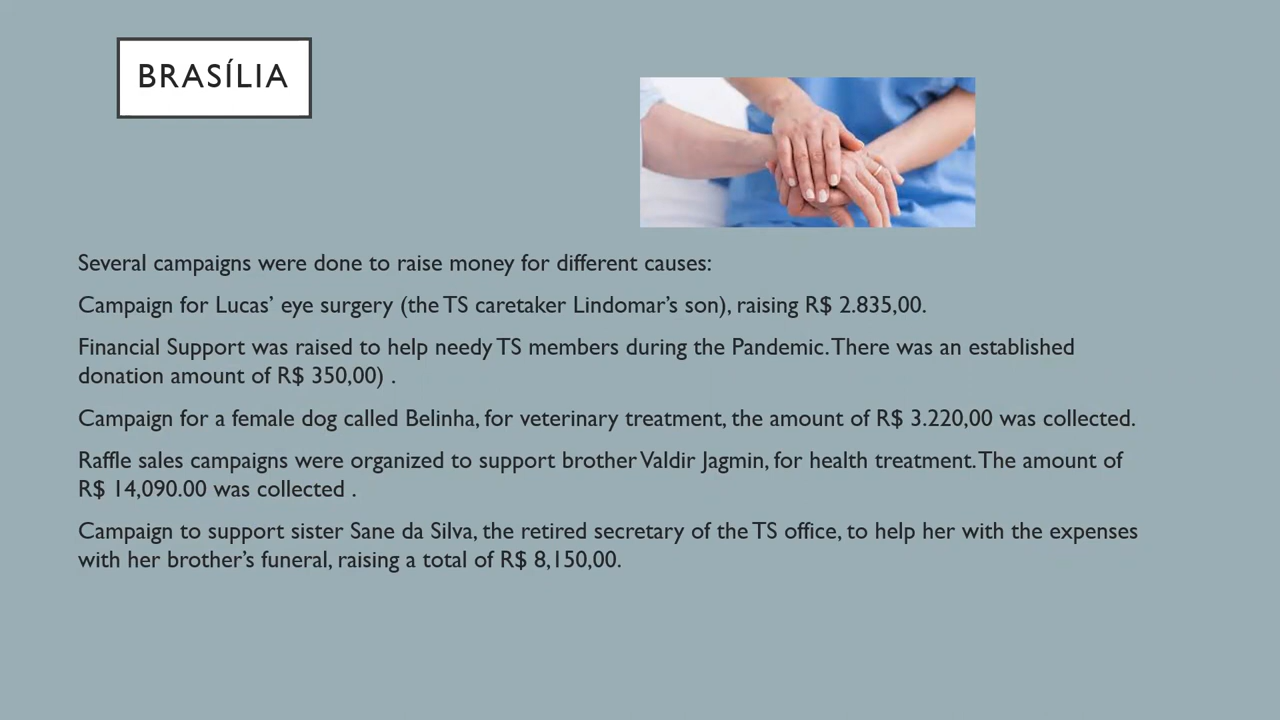 BRASÍLIA
Several campaigns were done to raise money for different causes:
Campaign for Lucas’ eye surgery (the TS caretaker Lindomar’s son), raising R$ 2.835,00.
Financial Support was raised to help needy TS members during the Pandemic. There was an established
donation amount of R$ 350,00) .
Campaign for a female dog called Belinha, for veterinary treatment, the amount of R$ 3.220,00 was collected.
Raffle sales campaigns were organized to support brother Valdir Jagmin, for health treatment. The amount of
R$ 14,090.00 was collected .
Campaign to support sister Sane da Silva, the retired secretary of the TS office, to help her with the expenses
with her brother’s funeral, raising a total of R$ 8,150,00.